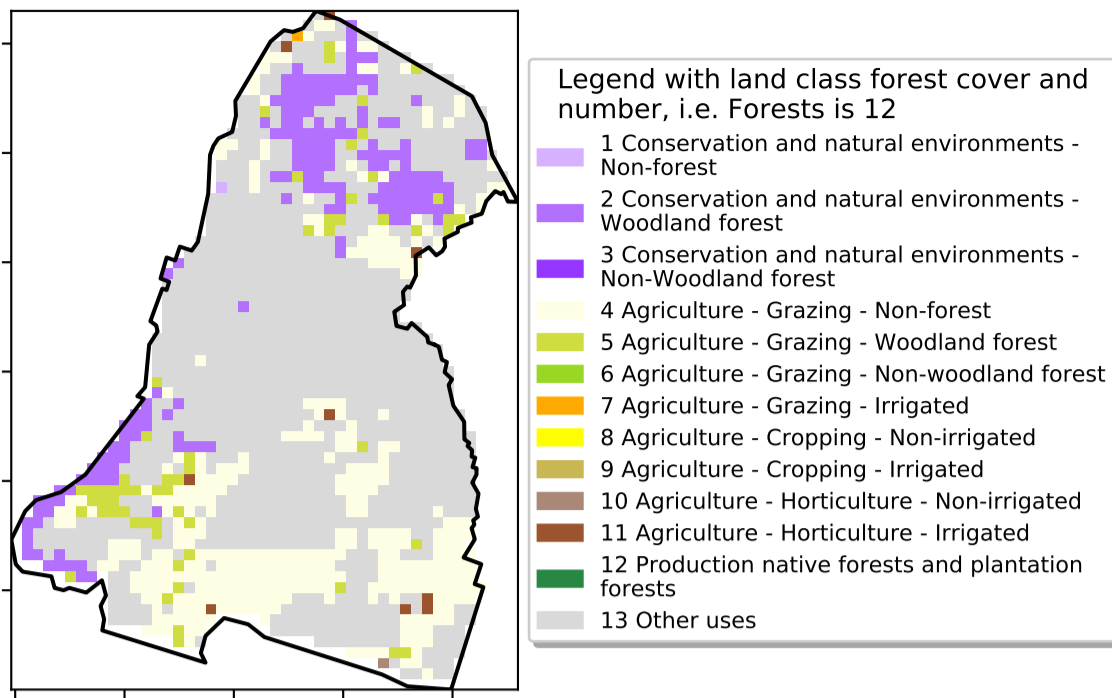 Legend with land class forest cover and
number, i.e. Forests is 12
1 Conservation and natural environments -
Non-forest
2 Conservation and natural environments -
Woodland forest
3 Conservation and natural environments -
Non-Woodland forest
4 Agriculture - Grazing - Non-forest
5 Agriculture - Grazing - Woodland forest
6 Agriculture - Grazing - Non-woodland forest
7 Agriculture - Grazing - Irrigated
8 Agriculture - Cropping - Non-irrigated
9 Agriculture - Cropping - Irrigated
10 Agriculture - Horticulture - Non-irrigated
11 Agriculture - Horticulture - Irrigated
12 Production native forests and plantation
forests
13 Other uses